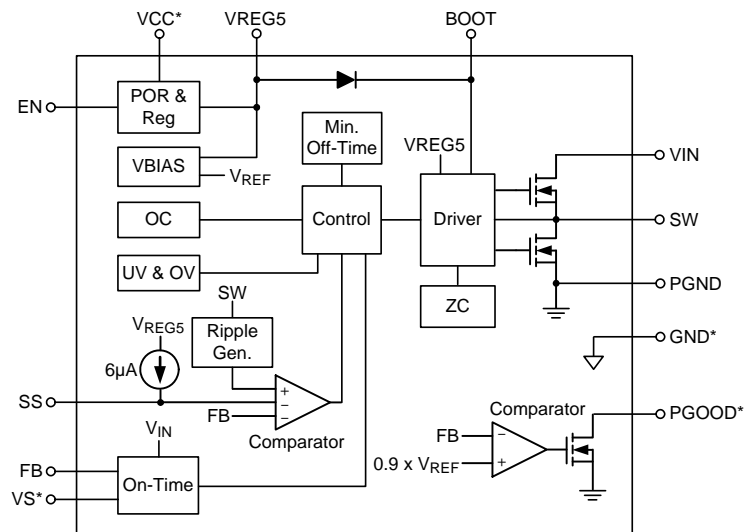 VCC*
VREG5
BOOT
EN
POR &
Reg
Min.
Off-Time
VREG5
VIN
VBIAS
VREF
OC
Control
Driver
SW
UV & OV
SW
ZC
PGND
VREG5
Ripple
Gen.
GND*
6µA
+
−
−
SS
FB
Comparator
Comparator
PGOOD*
VIN
FB
−
0.9 x VREF
+
FB
On-Time
VS*